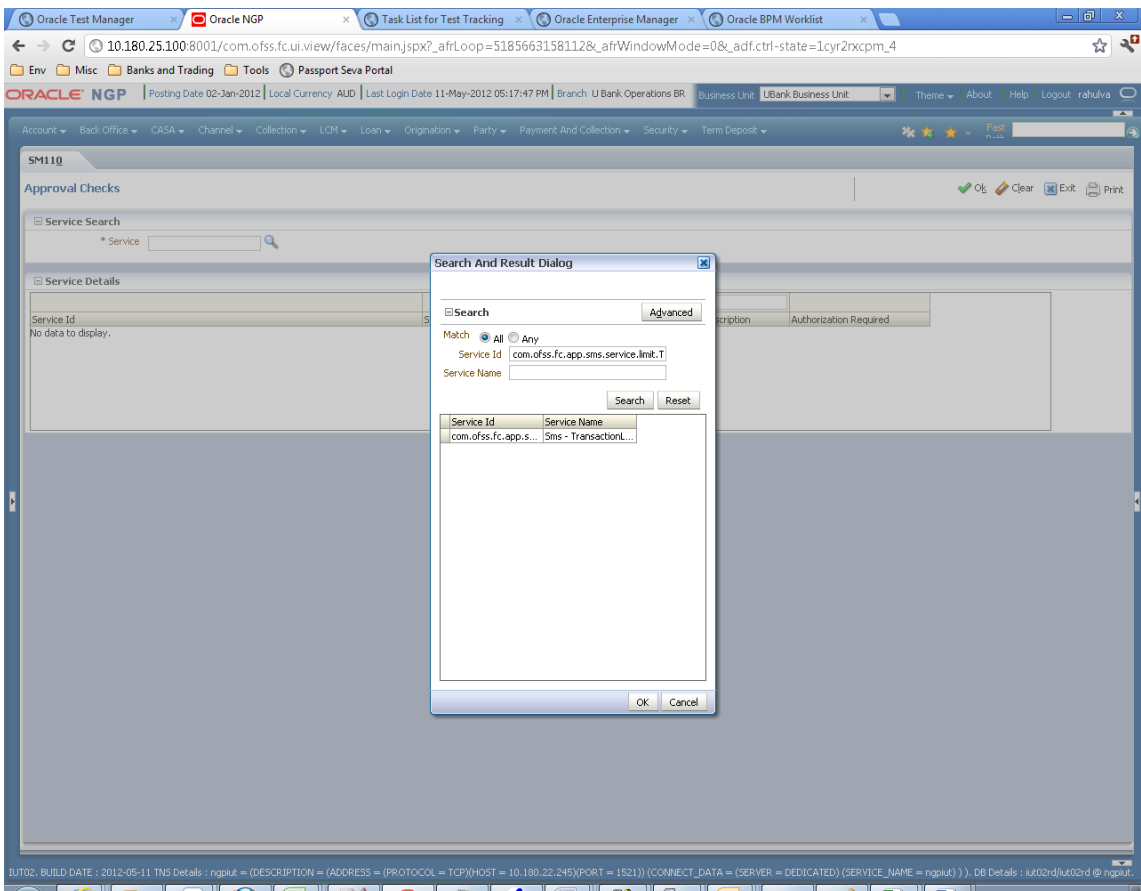 Oracle Test Manager × Oracle NGP × Task List for Test Tracking × Oracle Enterprise Manager × Oracle BPM Worklist ×
10.180.25.100:8001/com.ofss.fc.ui.view/faces/main.jspx?_afrLoop=5185663158112&_afrWindowMode=0&_adf.ctrl-state=1cyr2rxcpm_4
Env Misc Banks and Trading Tools Passport Seva Portal
ORACLE NGP Posting Date 02-Jan-2012 Local Currency AUD Last Login Date 11-May-2012 05:17:47 PM Branch U Bank Operations BR Business Unit UBank Business Unit Theme About Help Logout rahulva
Account Back Office CASA Channel Collection LCM Loan Origination Party Payment And Collection Security Term Deposit Fast
SM110
Approval Checks Ok Clear Exit Print
Service Search
* Service
Search And Result Dialog
Service Details
Search Advanced
Service Id S scription Authorization Required
No data to display.
Match All Any
Service Id com.ofss.fc.app.sms.service.limit.T
Service Name
Search Reset
Service Id Service Name
com.ofss.fc.app.s... Sms - TransactionL...
OK Cancel
IUT02. BUILD DATE : 2012-05-11 TNS Details : ngpiut = (DESCRIPTION = (ADDRESS = (PROTOCOL = TCP)(HOST = 10.180.22.245)(PORT = 1521)) (CONNECT_DATA = (SERVER = DEDICATED) (SERVICE_NAME = ngpiut) ) ). DB Details : iut02rd/iut02rd @ ngpiut.